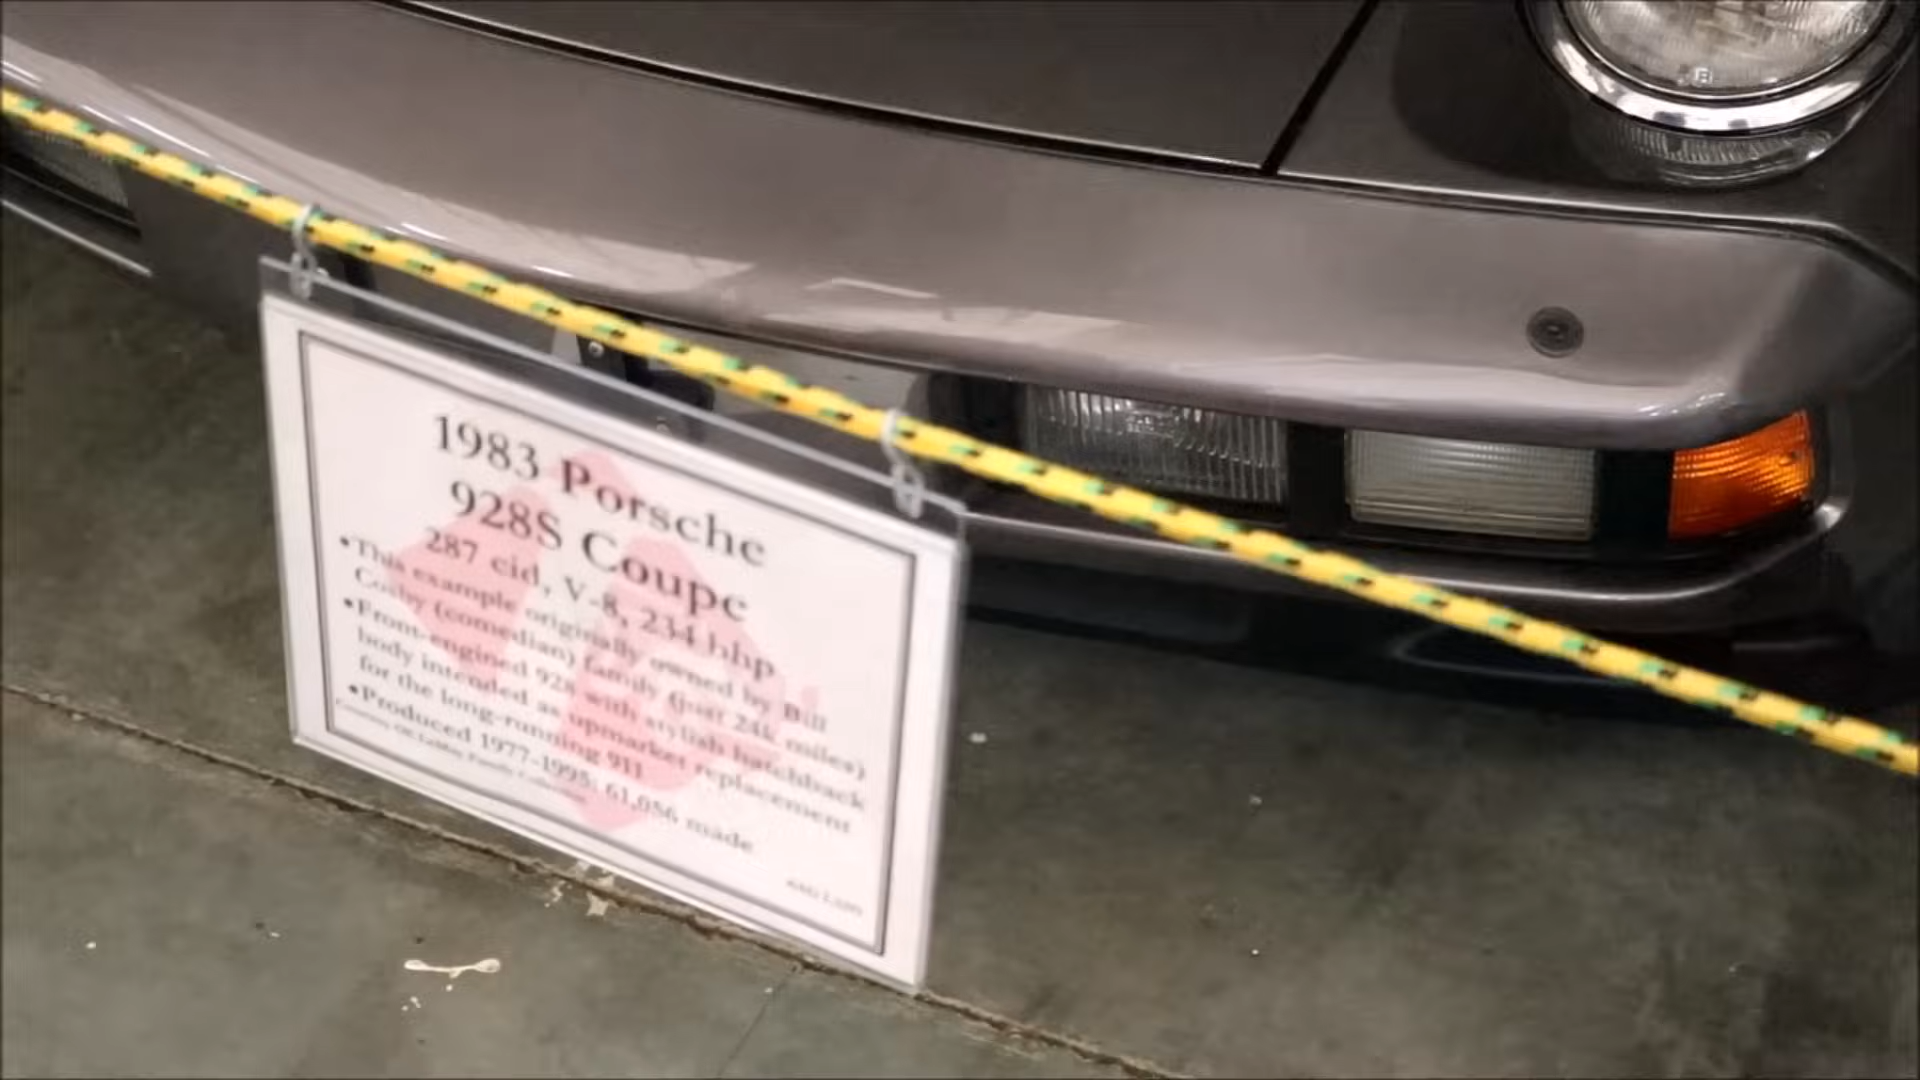 1983 Porsche
928S Coupe
287 cid, V-8, 234 bhp
•This example originally owned by Bill
Cosby (comedian) family (just 24k miles)
•Front-engined 928 with stylish hatchback
body intended as upmarket replacement
for the long-running 911
•Produced 1977-1995; 61,056 made
Family Collection